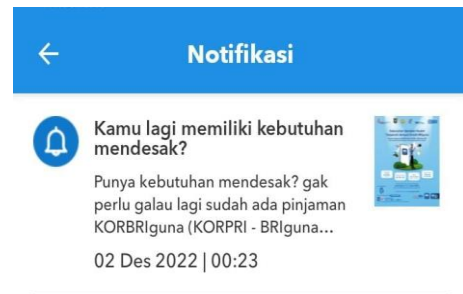 Notifikasi
Kamu lagi memiliki kebutuhan
mendesak?
Punya kebutuhan mendesak? gak
perlu galau lagi sudah ada pinjaman
KORBRIguna (KORPRI - BRIguna...
02 Des 2022 | 00:23